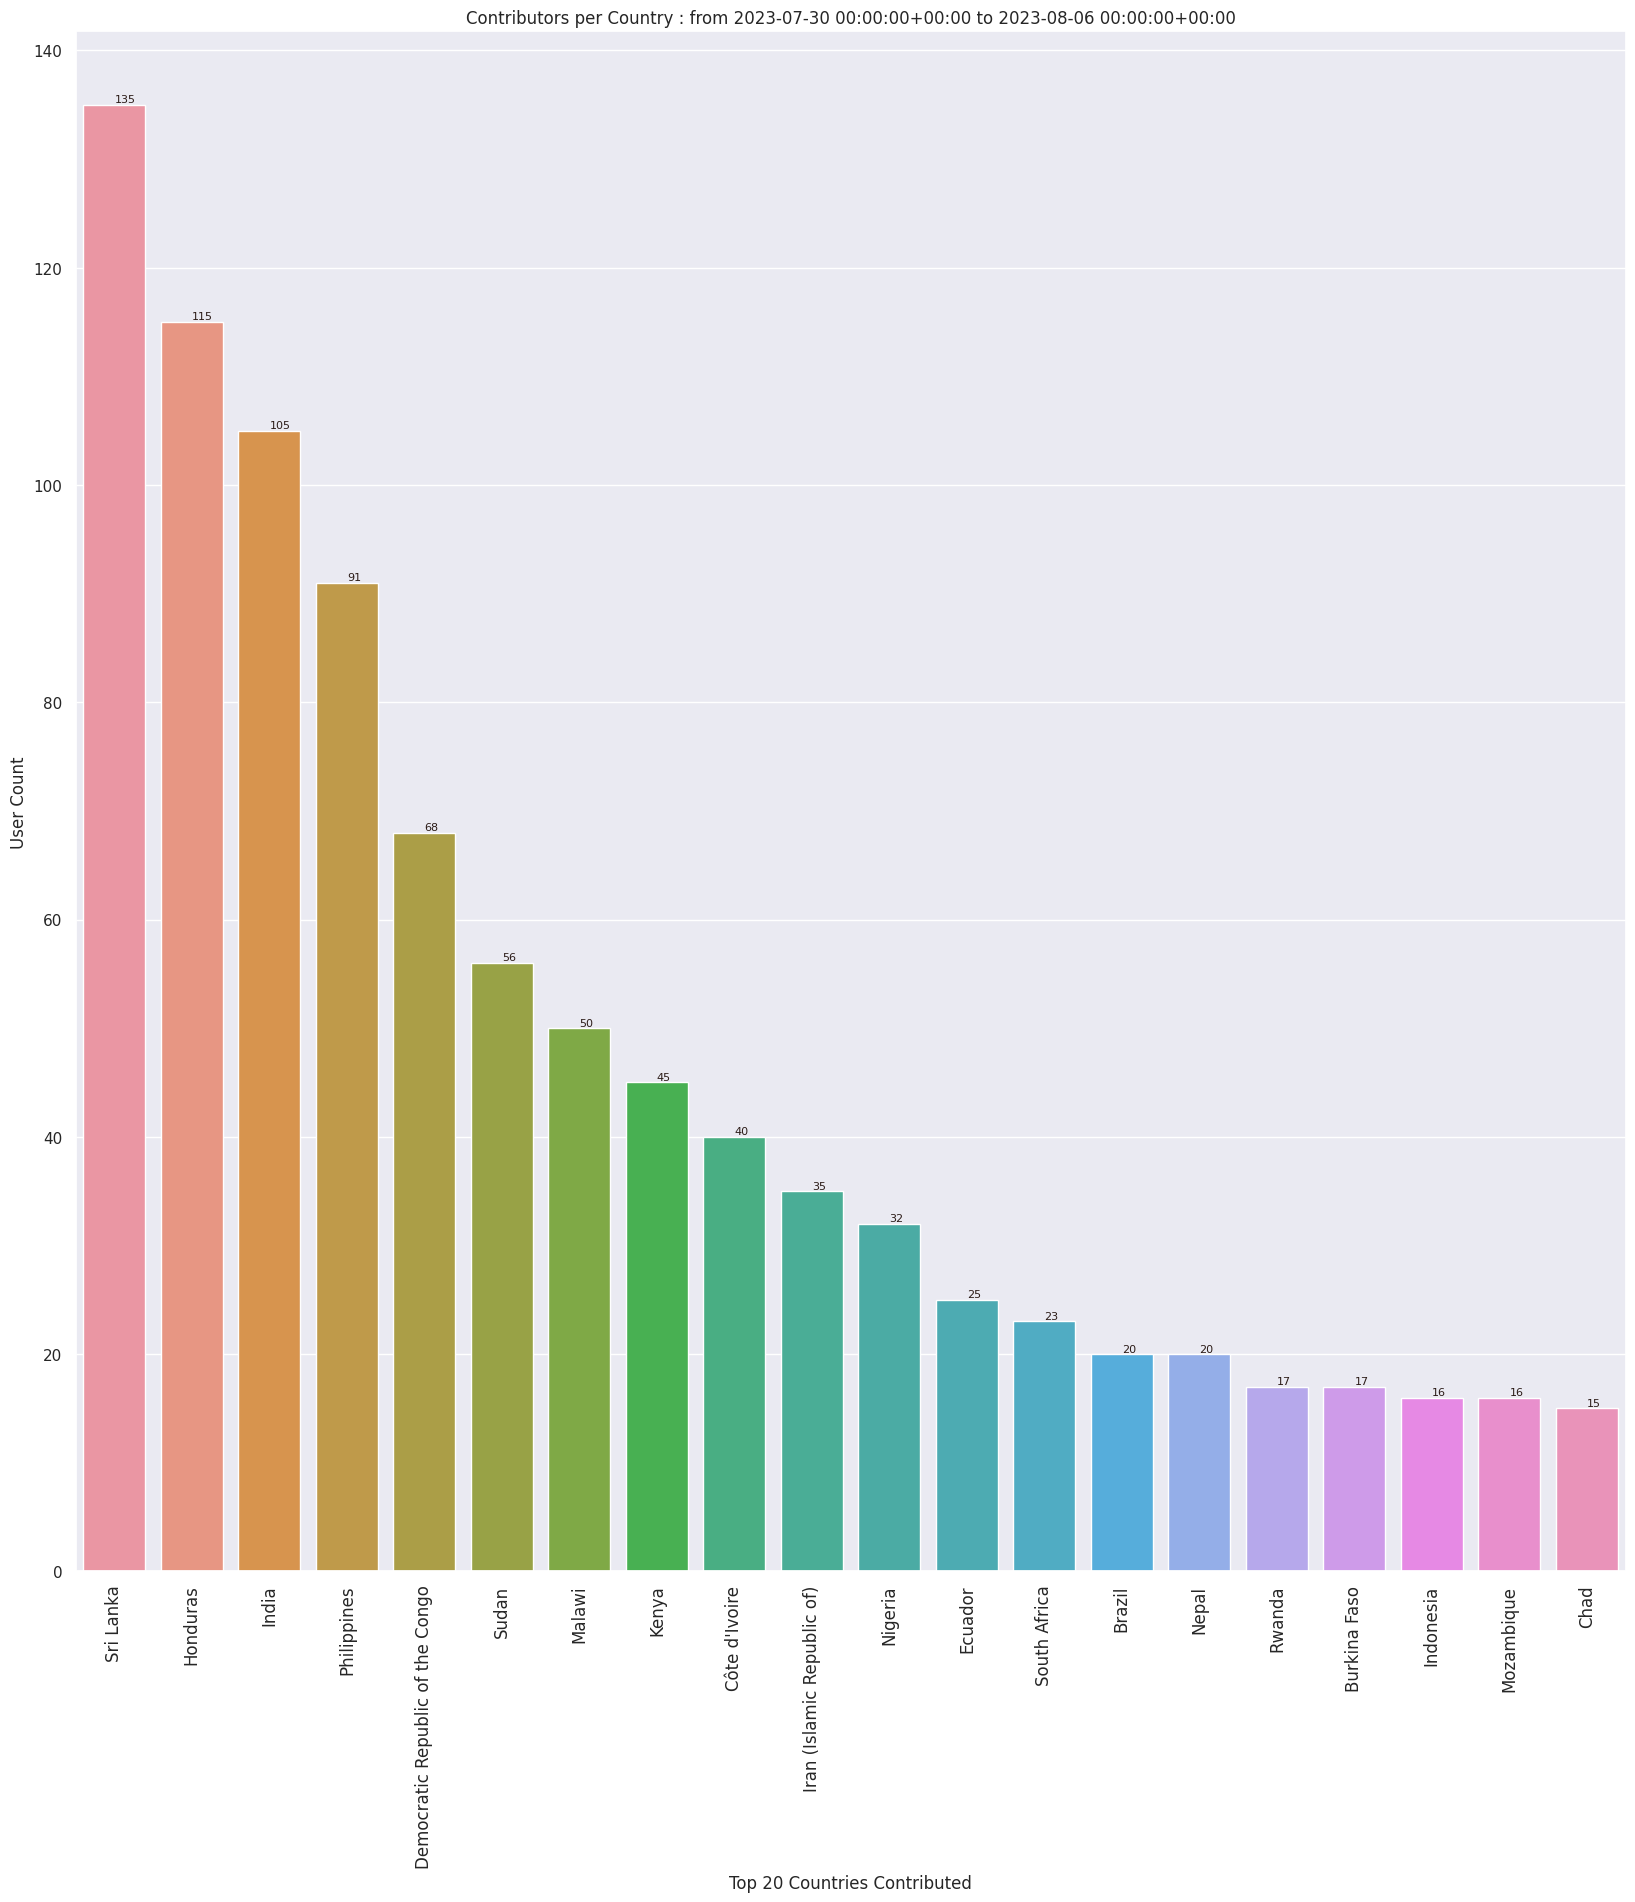 Contributors per Country : from 2023-07-30 00:00:00+00:00 to 2023-08-06 00:00:00+00:00
User Count
140
120
100
80
60
40
20
0
135
115
105
91
68
56
50
45
40
35
32
25
23
20
20
17
17
16
16
15
Sri Lanka
Honduras
India
Philippines
Democratic Republic of the Congo
Sudan
Malawi
Kenya
Côte d'Ivoire
Iran (Islamic Republic of)
Nigeria
Ecuador
South Africa
Brazil
Nepal
Rwanda
Burkina Faso
Indonesia
Mozambique
Chad
Top 20 Countries Contributed